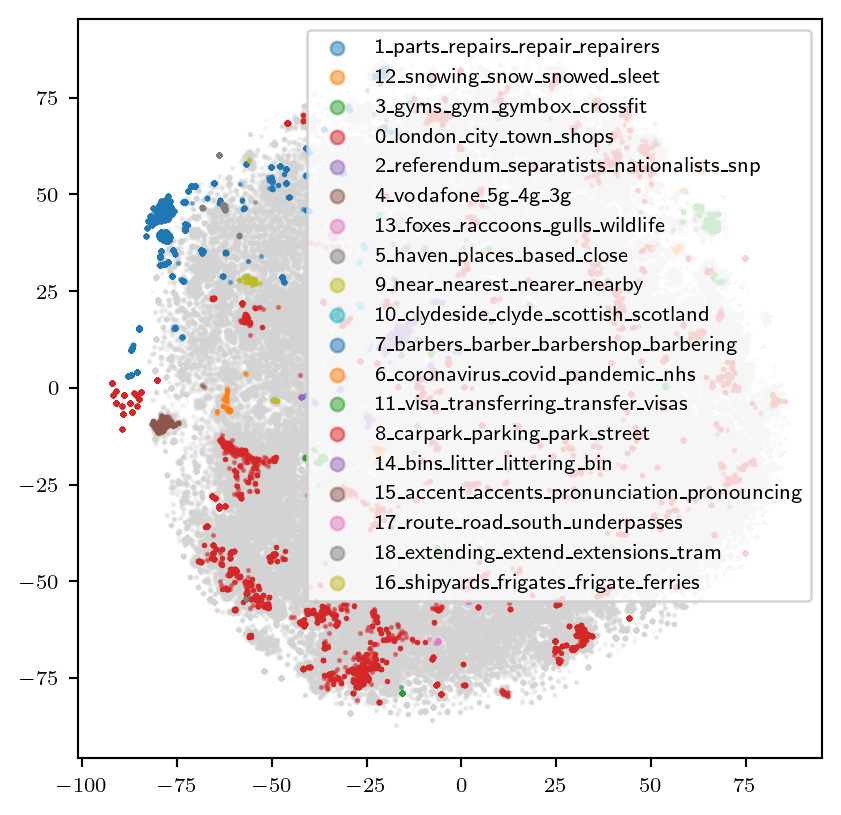 1_parts_repairs_repair_repairers
12_snowing_snow_snowed_sleet
3_gyms_gym_gymbox_crossfit
0_london_city_town_shops
2_referendum_separatists_nationalists_snp
4_vodafone_5g_4g_3g
13_foxes_raccoons_gulls_wildlife
5_haven_places_based_close
9_near_nearest_nearer_nearby
10_clydeside_clyde_scottish_scotland
7_barbers_barber_barbershop_barbering
6_coronavirus_covid_pandemic_nhs
11_visa_transferring_transfer_visas
8_carpark_parking_park_street
14_bins_litter_littering_bin
15_accent_accents_pronunciation_pronouncing
17_route_road_south_underpasses
18_extending_extend_extensions_tram
16_shipyards_frigates_frigate_ferries
75
50
25
0
−25
−50
−75
−100 −75 −50 −25 0 25 50 75